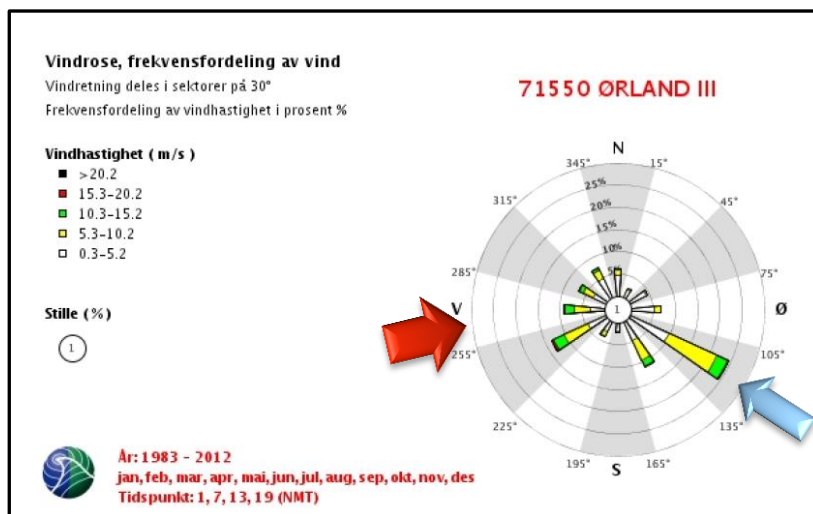 Vindrose, frekvensfordeling av vind
Vindretning deles i sektorer på 30°
Frekvensfordeling av vindhastighet i prosent %
71550 ØRLAND III
Vindhastighet ( m/s )
>20.2
15.3-20.2
10.3-15.2
5.3-10.2
0.3-5.2
Stille (%)
1
N
345°
15°
25%
20%
15%
10%
5%
315°
45°
285°
75°
V
1
Ø
255°
105°
225°
135°
195°
S
165°
År: 1983 - 2012
jan, feb, mar, apr, mai, jun, jul, aug, sep, okt, nov, des
Tidspunkt: 1, 7, 13, 19 (NMT)